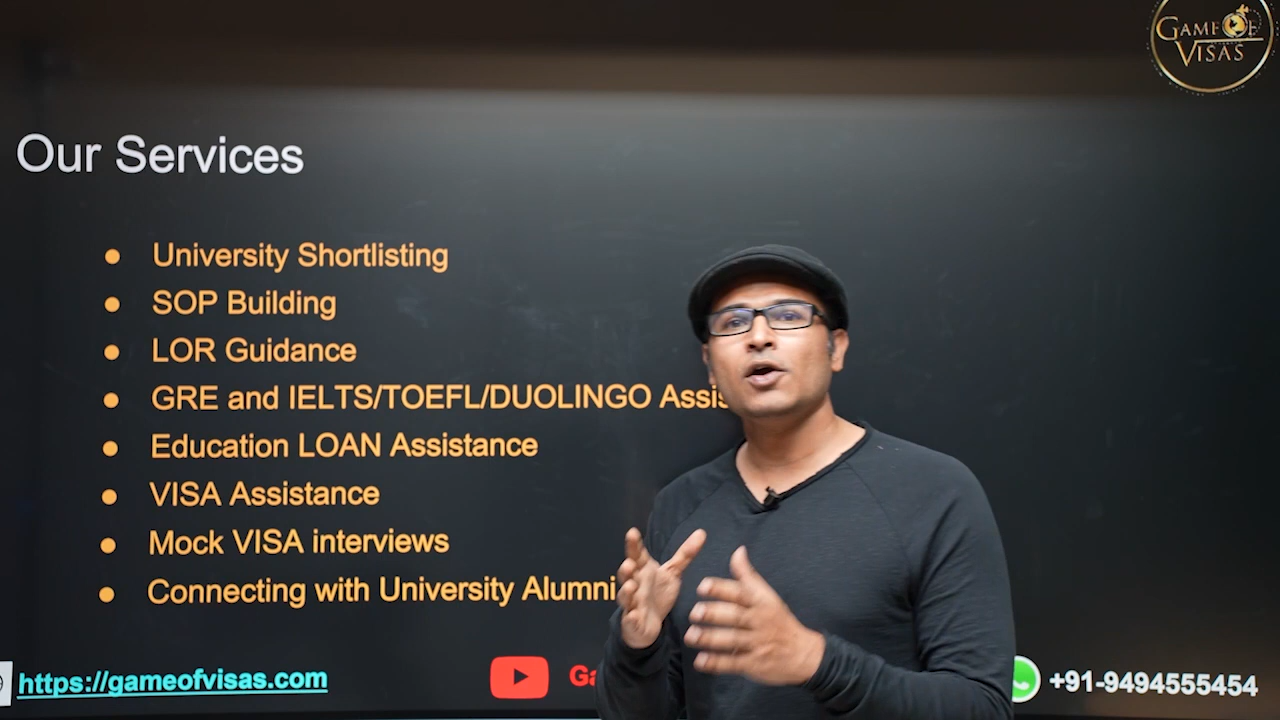 GAME OF
VISAS
Our Services
• University Shortlisting
• SOP Building
• LOR Guidance
• GRE and IELTS/TOEFL/DUOLINGO
• Education LOAN Assistance
• VISA Assistance
• Mock VISA interviews
• Connecting with University Alumni
https://gameofvisas.com
+91-9494555454